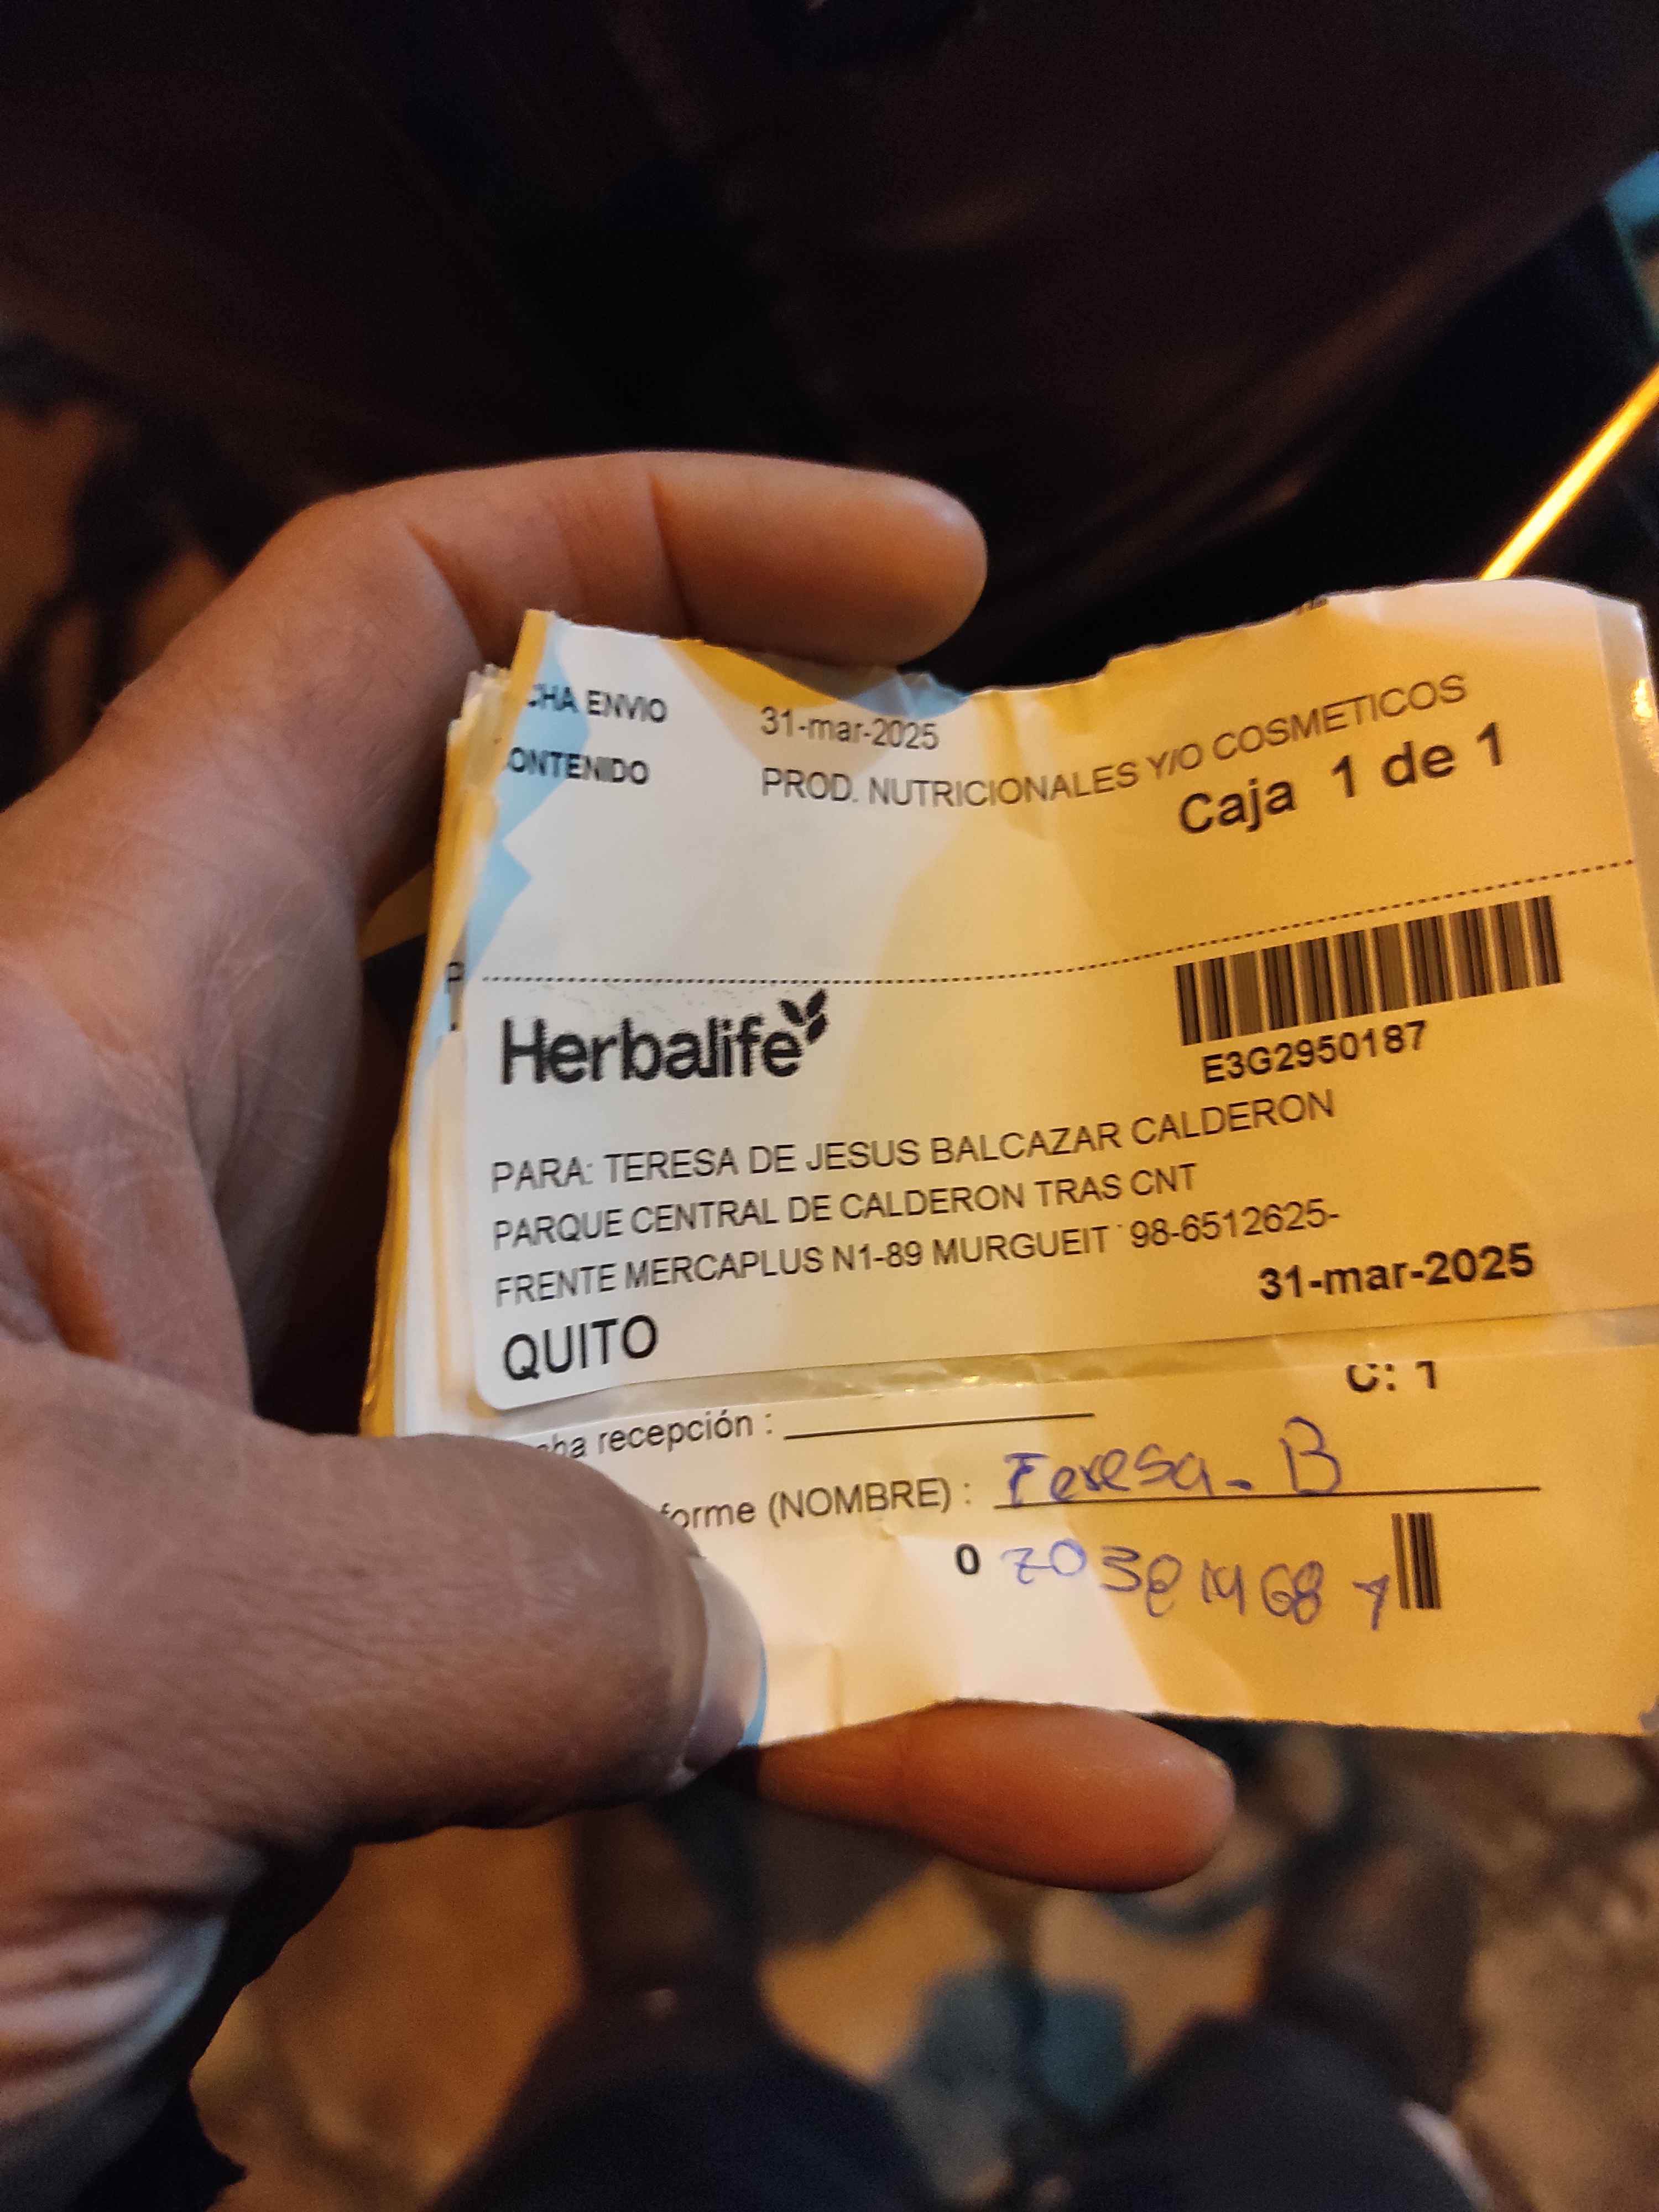 CHA ENVIO 31-mar-2025
ONTENIDO PROD. NUTRICIONALES Y/O COSMETICOS
Caja 1 de 1
Herbalife
E3G2950187
PARA: TERESA DE JESUS BALCAZAR CALDERON
PARQUE CENTRAL DE CALDERON TRAS CNT
FRENTE MERCAPLUS N1-89 MURGUEIT 98-6512625-
31-mar-2025
QUITO
C: 1
cha recepción :
forme (NOMBRE) : Teresa. B
0